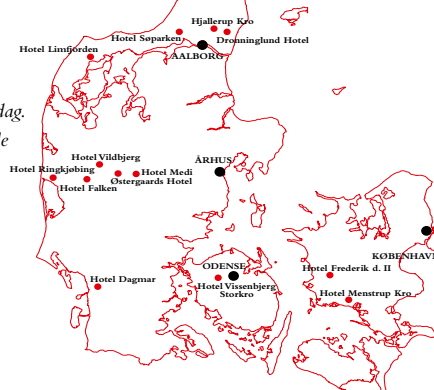 Hjallerup Kro
Hotel Søparken
Dronninglund Hotel
Hotel Limfjorden
AALBORG
dag.
Hotel Vildbjerg
ÅRHUS
Hotel Ringkjøbing
Hotel Medi
Østergaards Hotel
Hotel Falken
KØBENHAVN
ODENSE
Hotel Frederik d. II
Hotel Dagmar
Hotel Vissenbjerg
Storkro
Hotel Menstrup Kro